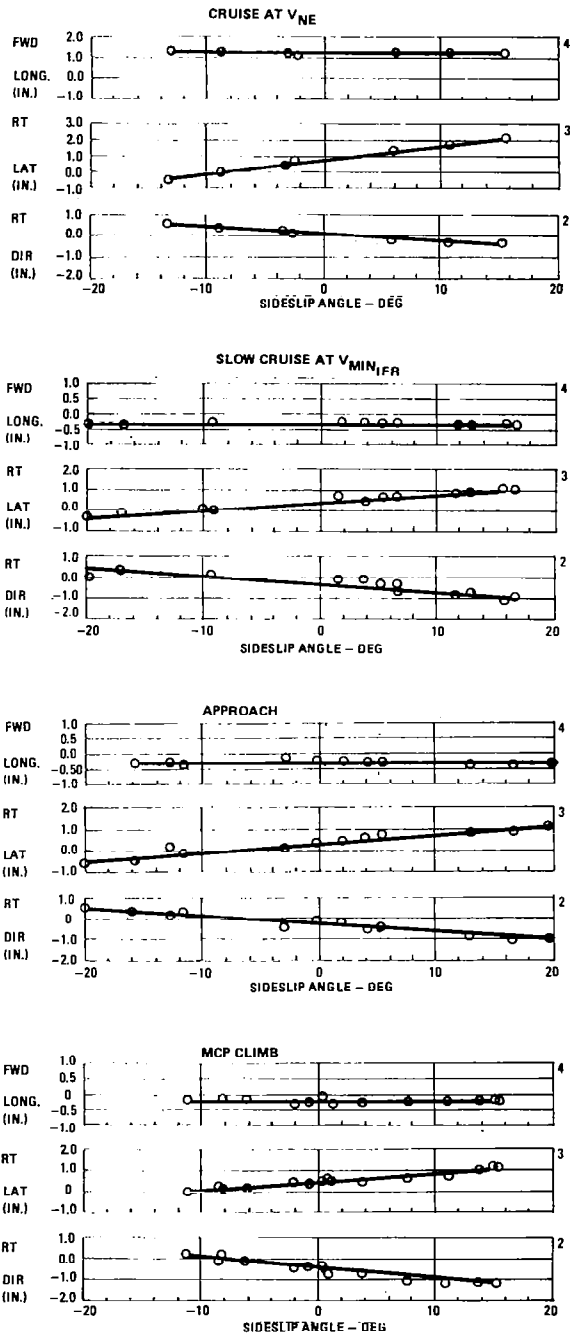 CRUISE AT VNE
FWD 2.0 4
1.0
LONG. 0.0
(IN.) −1.0
RT 3.0 3
2.0
1.0
LAT 0.0
(IN.) −1.0
RT 1.0 2
0.0
DIR −1.0
(IN.) −2.0
−20 −10 0 10 20
SIDESLIP ANGLE − DEG
SLOW CRUISE AT VMINIFR
FWD 1.0 4
0.5
LONG. 0.0
−0.5
(IN.) −1.0
RT 2.0 3
1.0
LAT 0.0
(IN.) −1.0
RT 1.0 2
0.0
DIR −1.0
(IN.) −2.0
−20 −10 0 10 20
SIDESLIP ANGLE − DEG
APPROACH
FWD 1.0 4
0.5
LONG. 0.0
−0.50
(IN.) −1.0
RT 2.0 3
1.0
LAT 0.0
(IN.) −1.0
RT 1.0 2
0
DIR −1.0
(IN.) −2.0
−20 −10 0 10 20
SIDESLIP ANGLE − DEG
MCP CLIMB
FWD 1.0 4
0.5
LONG. 0
−0.5
(IN.) −1.0
RT 2.0 3
1.0
LAT 0
(IN.) −1.0
RT 1.0 2
0.0
DIR −1.0
(IN.) −2.0
−20 −10 0 10 20
SIDESLIP ANGLE − DEG